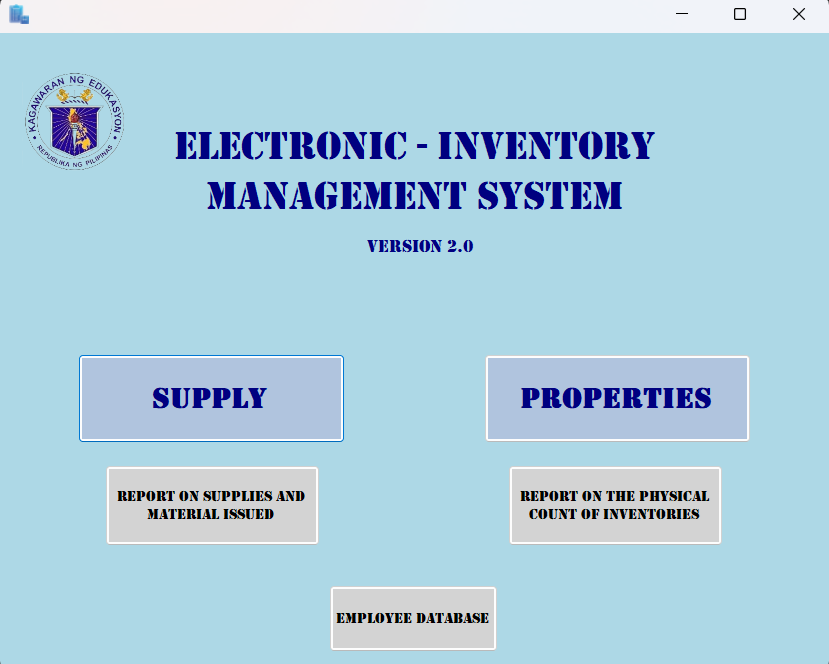 KAGAWARAN NG EDUKASYON
REPUBLIKA NG PILIPINAS
ELECTRONIC - INVENTORY
MANAGEMENT SYSTEM
VERSION 2.0
SUPPLY
PROPERTIES
REPORT ON SUPPLIES AND
MATERIAL ISSUED
REPORT ON THE PHYSICAL
COUNT OF INVENTORIES
EMPLOYEE DATABASE